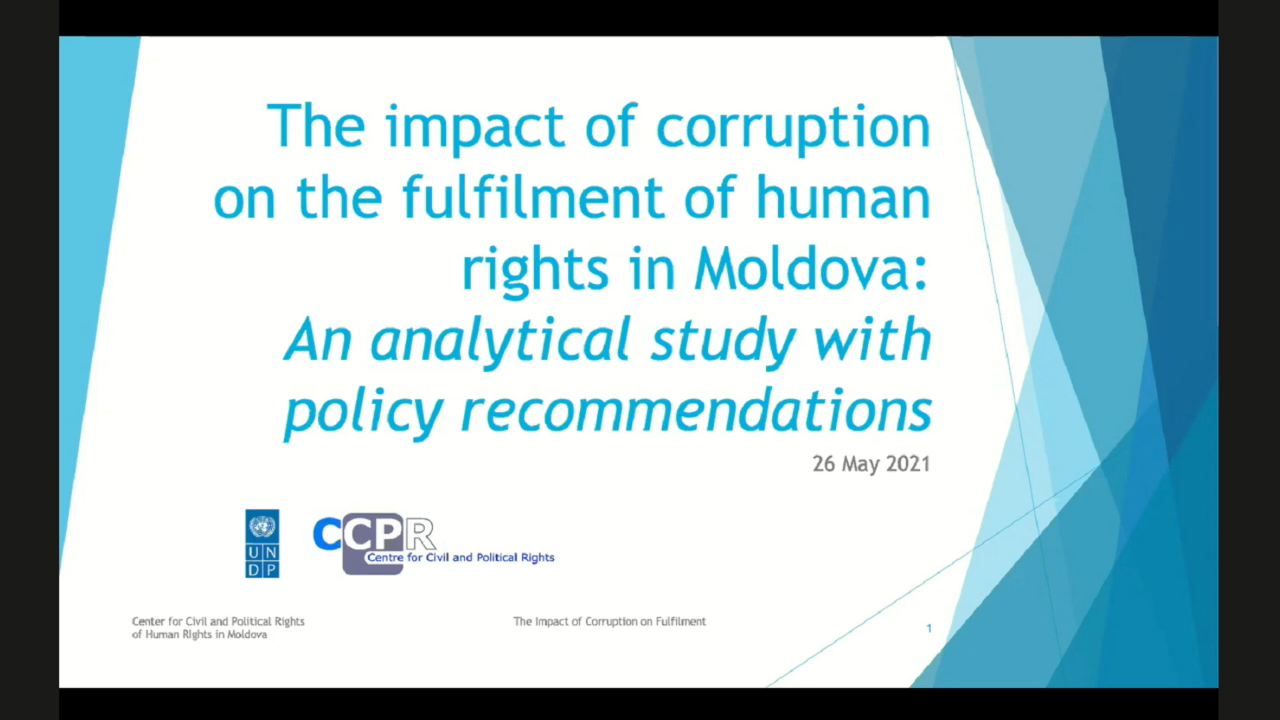 The impact of corruption
on the fulfilment of human
rights in Moldova:
An analytical study with
policy recommendations
26 May 2021
UN
DP
CCPR
Centre for Civil and Political Rights
Center for Civil and Political Rights
of Human Rights in Moldova
The Impact of Corruption on Fulfilment
1